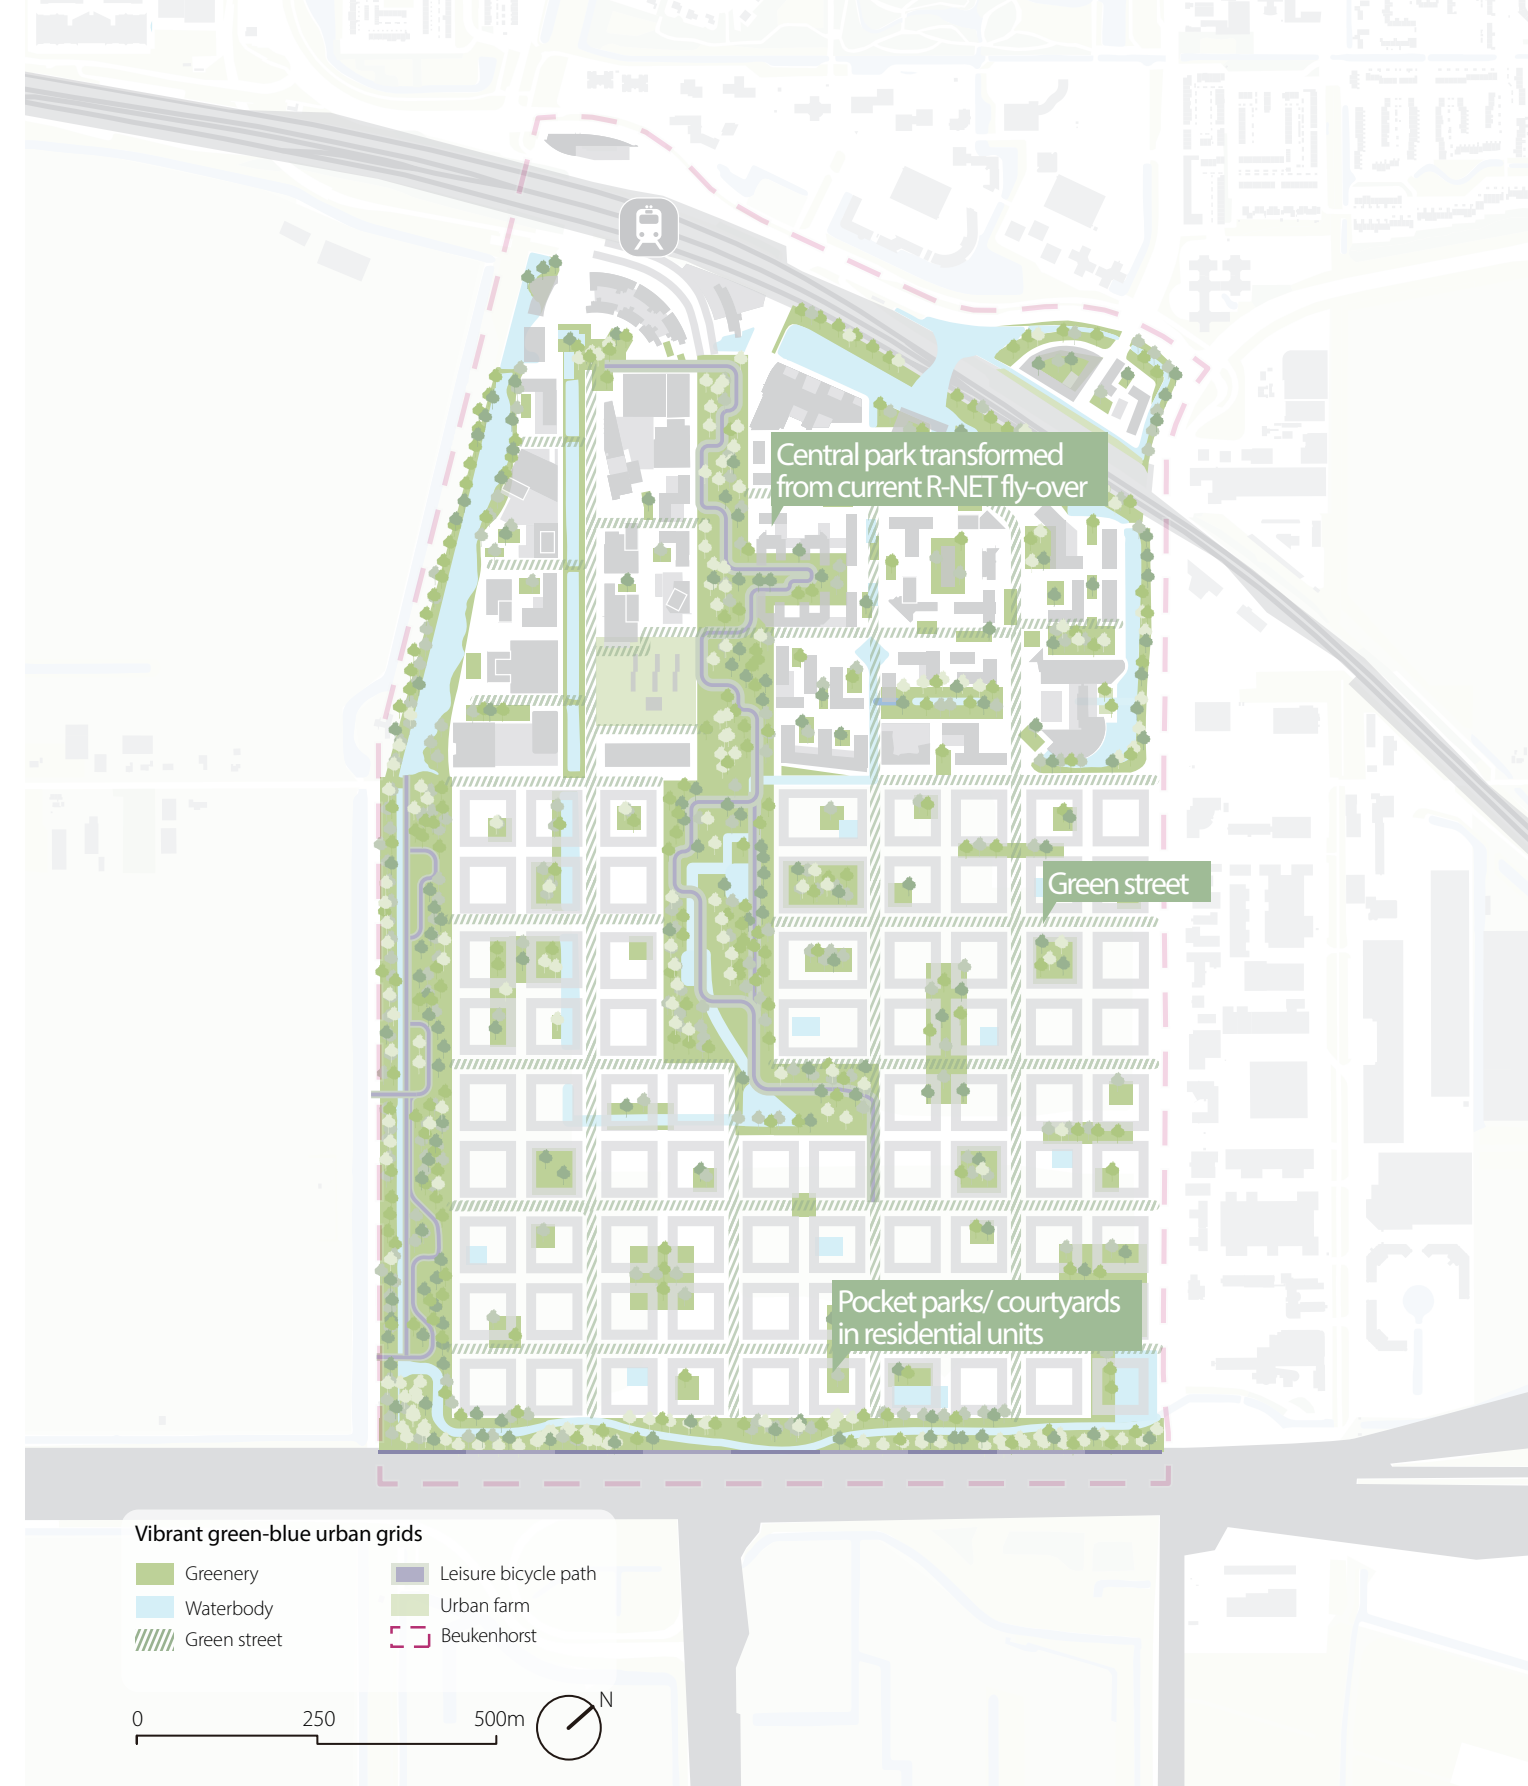 Central park transformed
from current R-NET fly-over
Green street
Pocket parks/ courtyards
in residential units
Vibrant green-blue urban grids
Greenery
Waterbody
Green street
Leisure bicycle path
Urban farm
Beukenhorst
0 250 500m
N